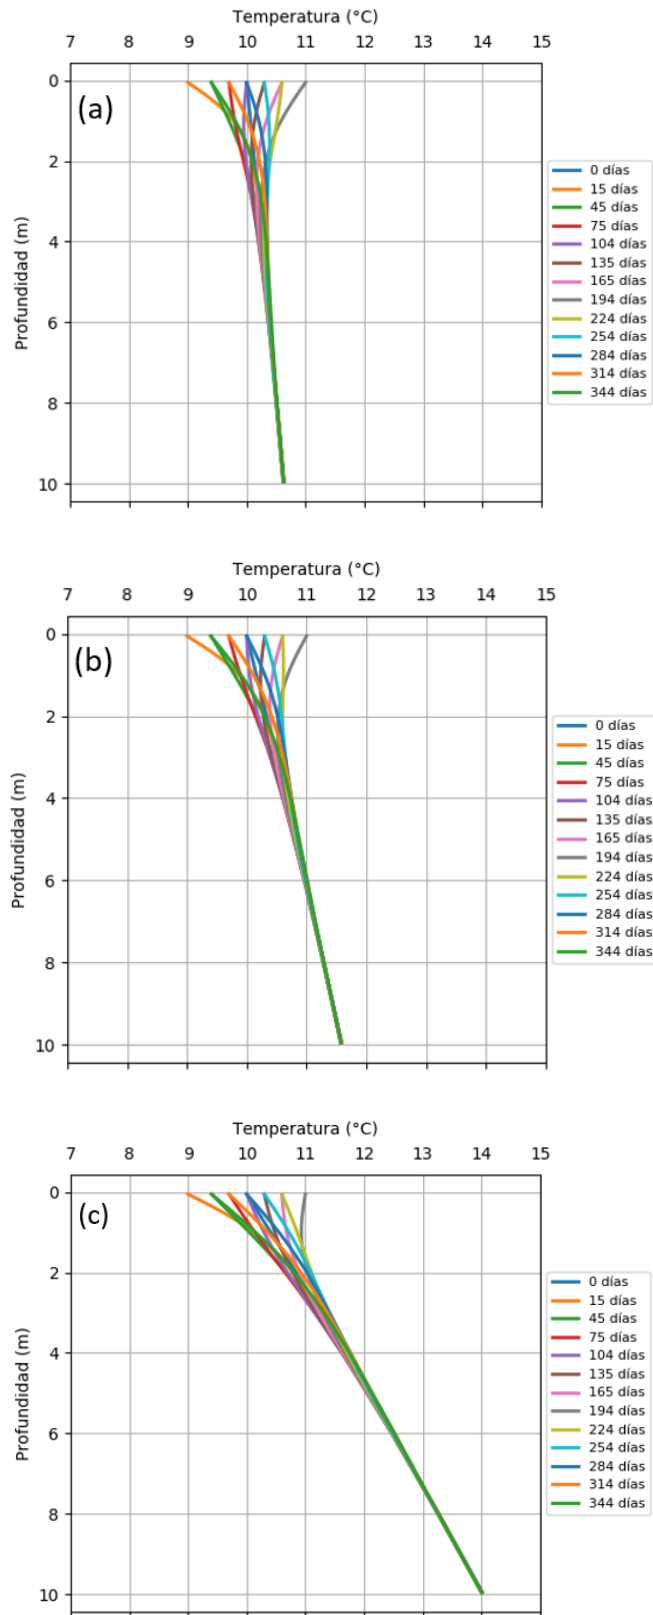 Temperatura (°C)
7 8 9 10 11 12 13 14 15
(a)
0
2
4
6
8
10
Profundidad (m)
0 días
15 días
45 días
75 días
104 días
135 días
165 días
194 días
224 días
254 días
284 días
314 días
344 días
Temperatura (°C)
7 8 9 10 11 12 13 14 15
(b)
0
2
4
6
8
10
Profundidad (m)
0 días
15 días
45 días
75 días
104 días
135 días
165 días
194 días
224 días
254 días
284 días
314 días
344 días
Temperatura (°C)
7 8 9 10 11 12 13 14 15
(c)
0
2
4
6
8
10
Profundidad (m)
0 días
15 días
45 días
75 días
104 días
135 días
165 días
194 días
224 días
254 días
284 días
314 días
344 días